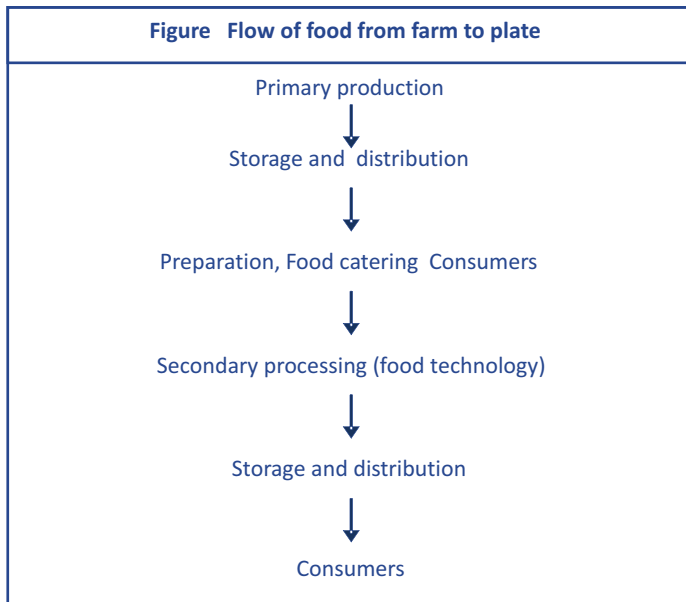 Figure Flow of food from farm to plate
Primary production
Storage and distribution
Preparation, Food catering Consumers
Secondary processing (food technology)
Storage and distribution
Consumers